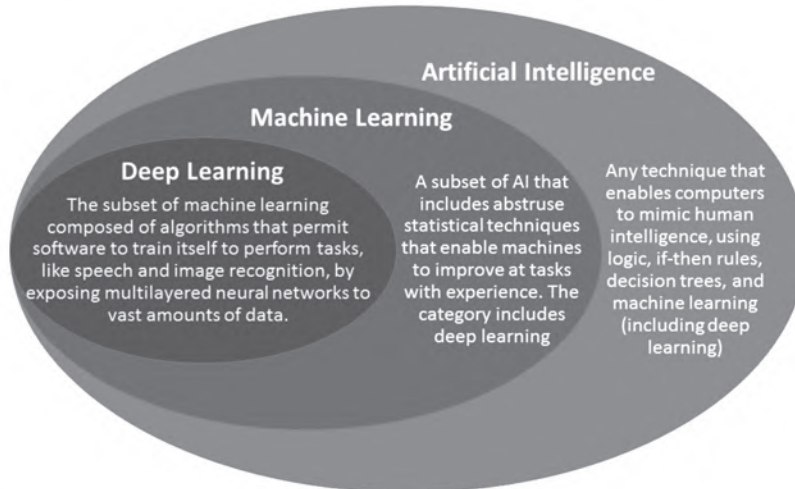 Artificial Intelligence
Machine Learning
Deep Learning
The subset of machine learning
composed of algorithms that permit
software to train itself to perform tasks,
like speech and image recognition, by
exposing multilayered neural networks to
vast amounts of data.
A subset of AI that
includes abstruse
statistical techniques
that enable machines
to improve at tasks
with experience. The
category includes
deep learning
Any technique that
enables computers
to mimic human
intelligence, using
logic, if-then rules,
decision trees, and
machine learning
(including deep
learning)